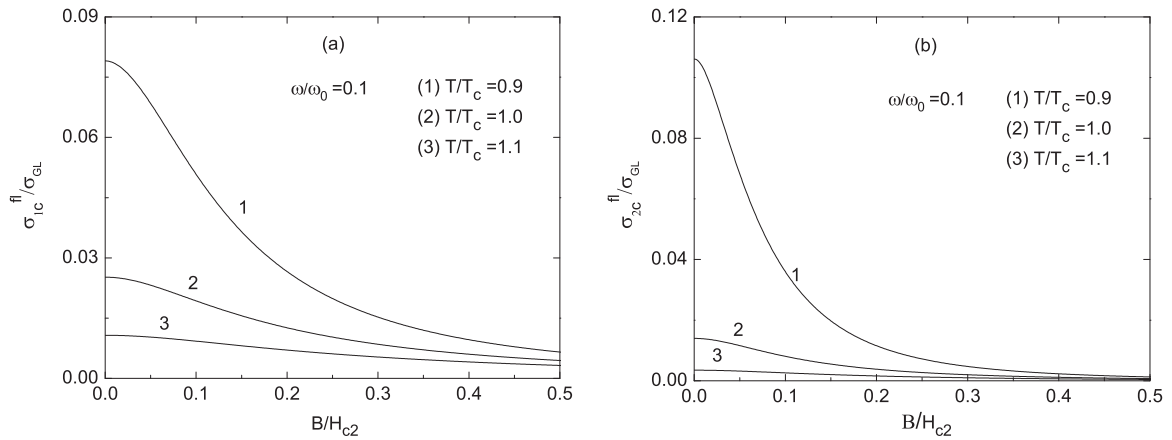 0.09
(a)
ω/ω0 =0.1
(1) T/Tc =0.9
(2) T/Tc =1.0
(3) T/Tc =1.1
0.06
σ1c^fl/σGL
1
0.03
2
3
0.00
0.0 0.1 0.2 0.3 0.4 0.5
B/Hc2
0.12
(b)
ω/ω0 =0.1
(1) T/Tc =0.9
(2) T/Tc =1.0
(3) T/Tc =1.1
0.08
σ2c^fl/σGL
0.04
1
2
3
0.00
0.0 0.1 0.2 0.3 0.4 0.5
B/Hc2